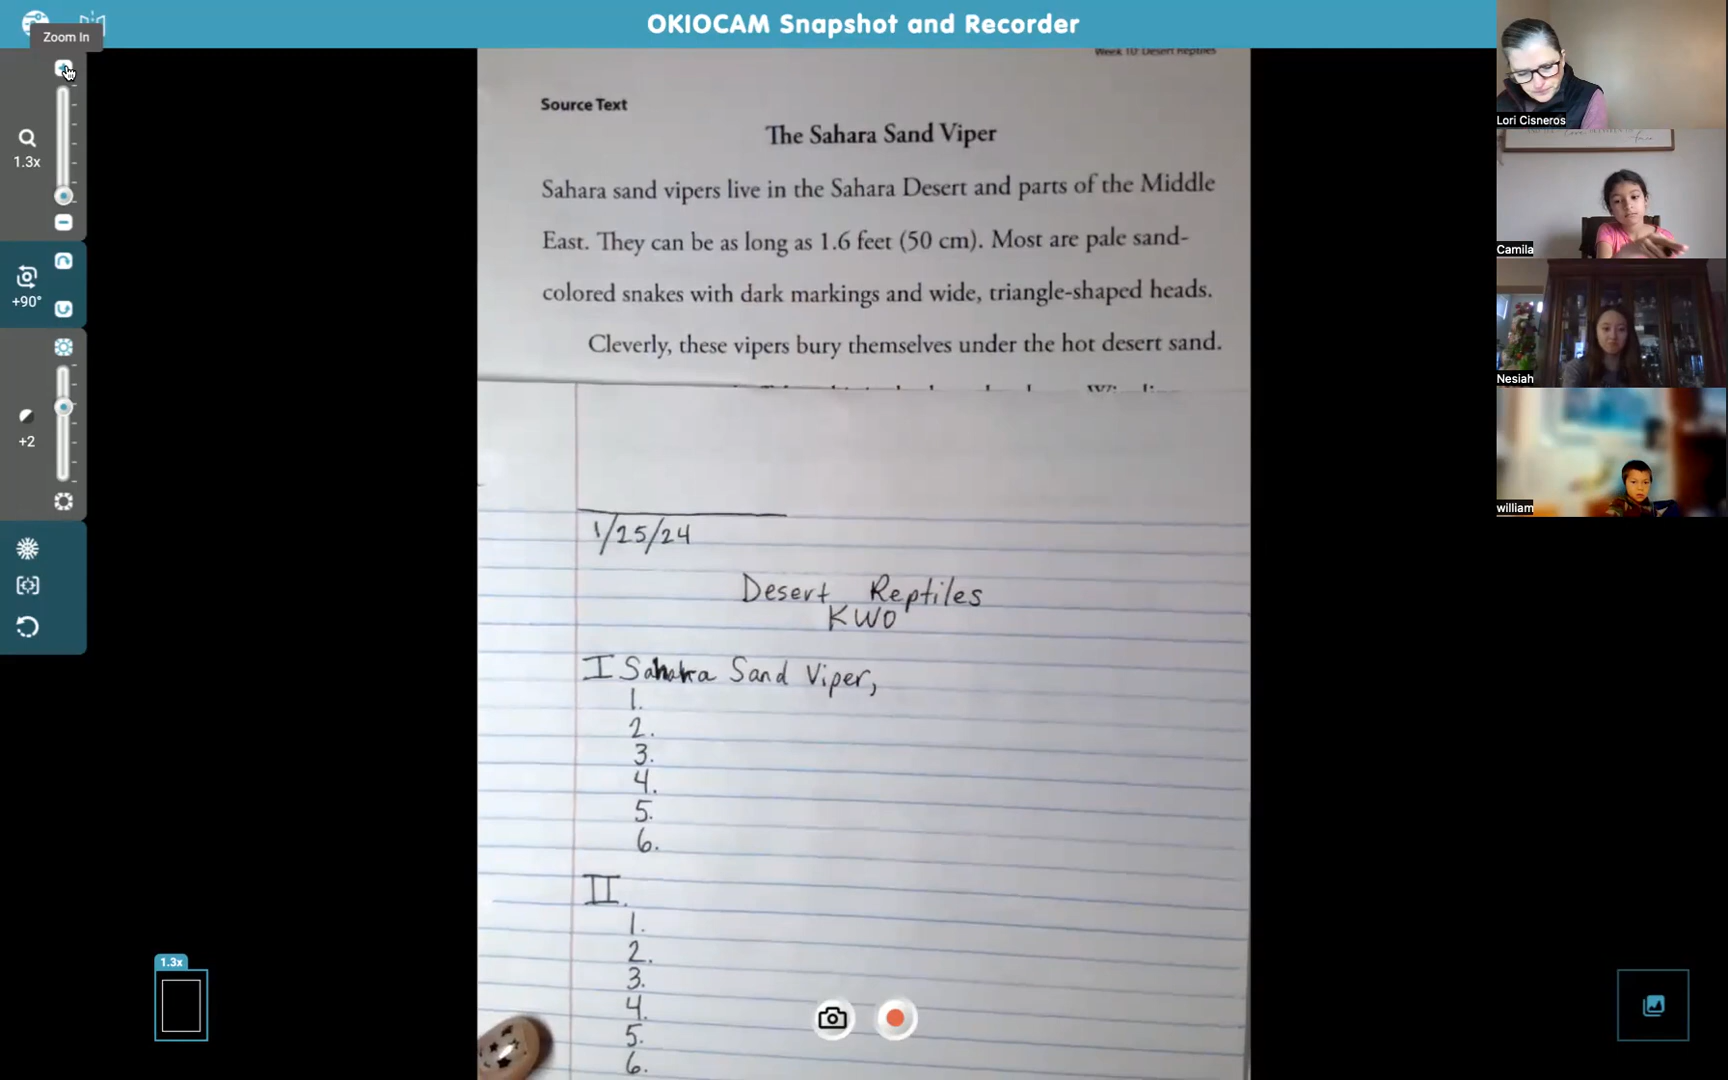 OKIOCAM Snapshot and Recorder
Zoom In
1.3x
+90°
+2
1.3x
Week 10: Desert Reptiles
Source Text
The Sahara Sand Viper
Sahara sand vipers live in the Sahara Desert and parts of the Middle
East. They can be as long as 1.6 feet (50 cm). Most are pale sand-
colored snakes with dark markings and wide, triangle-shaped heads.
Cleverly, these vipers bury themselves under the hot desert sand.
1/25/24
Desert Reptiles
KWO
I Sahara Sand Viper,
1.
2.
3.
4.
5.
6.
II.
1.
2.
3.
4.
5.
6.
Lori Cisneros
Camila
Nesiah
william